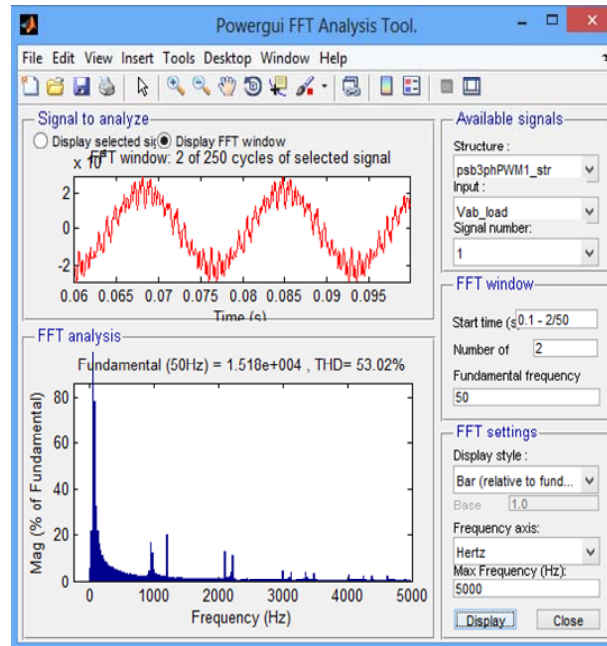 Powergui FFT Analysis Tool.
File Edit View Insert Tools Desktop Window Help
Signal to analyze
Display selected sig Display FFT window
x 10
FFT window: 2 of 250 cycles of selected signal
2
0
-2
0.06 0.065 0.07 0.075 0.08 0.085 0.09 0.095
Time (s)
FFT analysis
Fundamental (50Hz) = 1.518e+004 , THD= 53.02%
Mag (% of Fundamental)
80
60
40
20
0
0 1000 2000 3000 4000 5000
Frequency (Hz)
Available signals
Structure :
psb3phPWM1_str
Input :
Vab_load
Signal number:
1
FFT window
Start time (s 0.1 - 2/50
Number of 2
Fundamental frequency
50
FFT settings
Display style :
Bar (relative to fund...
Base 1.0
Frequency axis:
Hertz
Max Frequency (Hz):
5000
Display Close